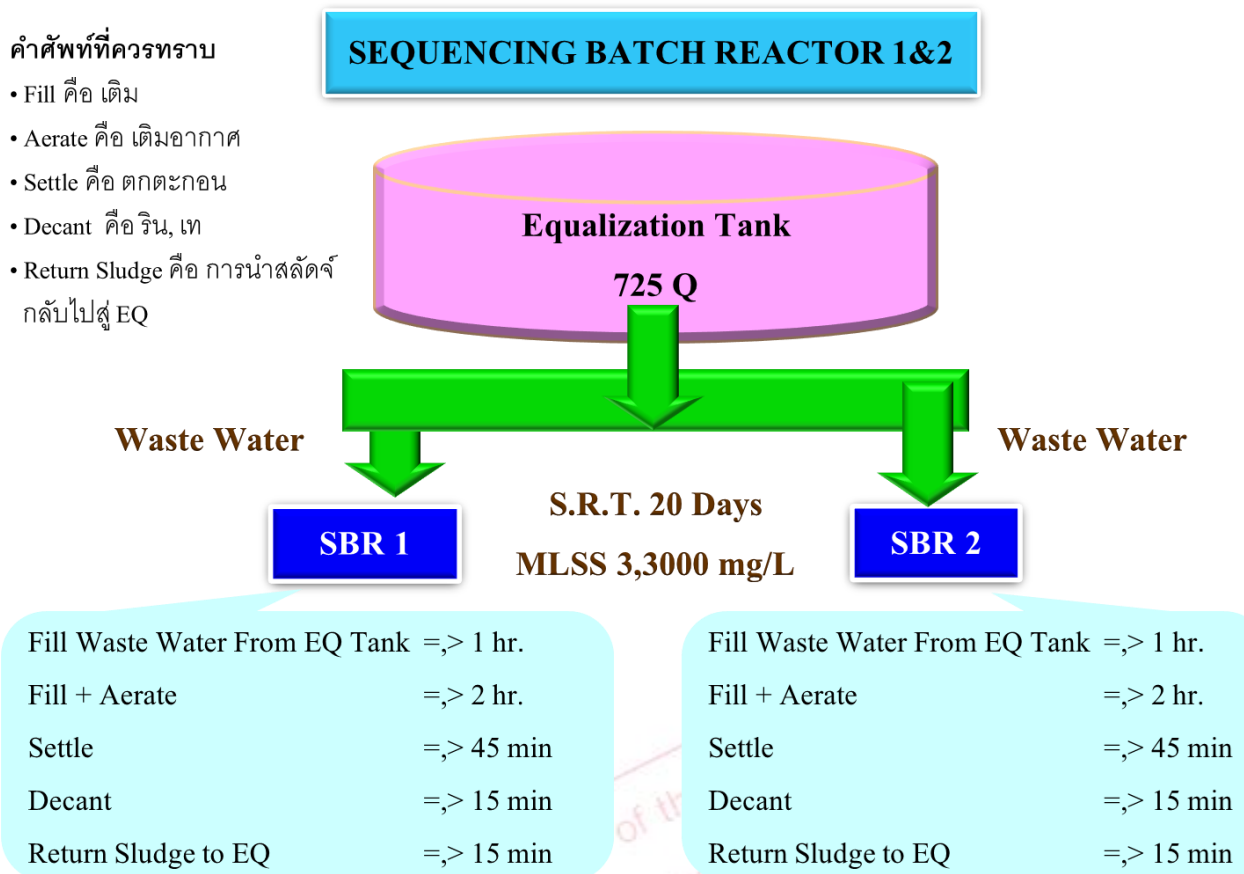 คำศัพท์ที่ควรทราบ
• Fill คือ เติม
• Aerate คือ เติมอากาศ
• Settle คือ ตกตะกอน
• Decant คือ ริน, เท
• Return Sludge คือ การนำสลัดจ์
กลับไปสู่ EQ
SEQUENCING BATCH REACTOR 1&2
Equalization Tank
725 Q
Waste Water
Waste Water
S.R.T. 20 Days
MLSS 3,3000 mg/L
SBR 1
SBR 2
Fill Waste Water From EQ Tank =,> 1 hr.
Fill + Aerate =,> 2 hr.
Settle =,> 45 min
Decant =,> 15 min
Return Sludge to EQ =,> 15 min
Fill Waste Water From EQ Tank =,> 1 hr.
Fill + Aerate =,> 2 hr.
Settle =,> 45 min
Decant =,> 15 min
Return Sludge to EQ =,> 15 min
of